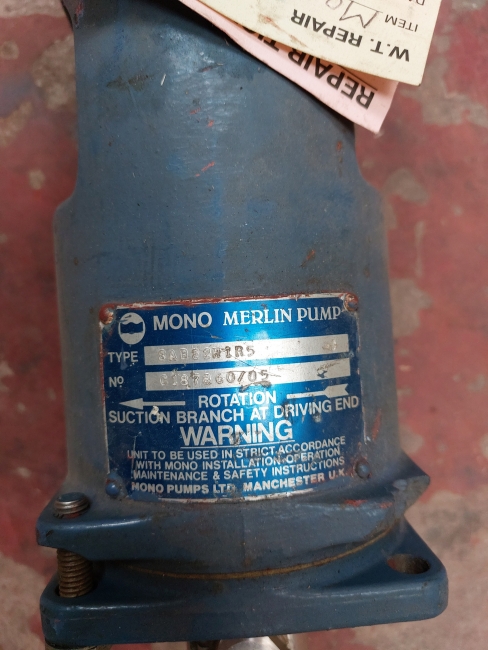 W.T. REPAIR
ITEM
REPAIR
MONO MERLIN PUMP
TYPE
No
ROTATION
SUCTION BRANCH AT DRIVING END
WARNING
UNIT TO BE USED IN STRICT ACCORDANCE
WITH MONO INSTALLATION OPERATION
MAINTENANCE & SAFETY INSTRUCTIONS
MONO PUMPS LTD. MANCHESTER U.K.